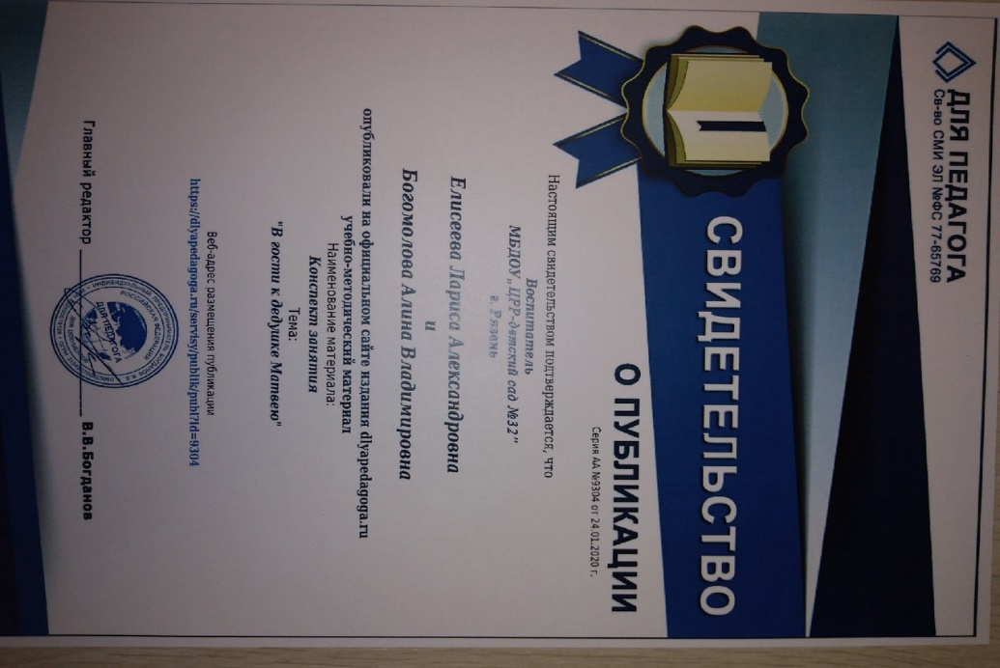 ДЛЯ ПЕДАГОГА
Св-во СМИ ЭЛ №ФС 77-65769
СВИДЕТЕЛЬСТВО
О ПУБЛИКАЦИИ
Серия АА №9304 от 24.01.2020 г.
Настоящим свидетельством подтверждается, что
Воспитатель
МБДОУ „ЦРР-детский сад №32"
г. Рязань
Елисеева Лариса Александровна
и
Богомолова Алина Владимировна
опубликовали на официальном сайте издания dlyapedagoga.ru
учебно-методический материал
Наименование материала:
Конспект занятия
Тема:
"В гости к дедушке Матвею"
Веб-адрес размещения публикации
https://dlyapedagoga.ru/servisy/publik/publ?id=9304
Главный редактор В.В.Богданов
ДЛЯ ПЕДАГОГА
РОССИЙСКАЯ ФЕДЕРАЦИЯ